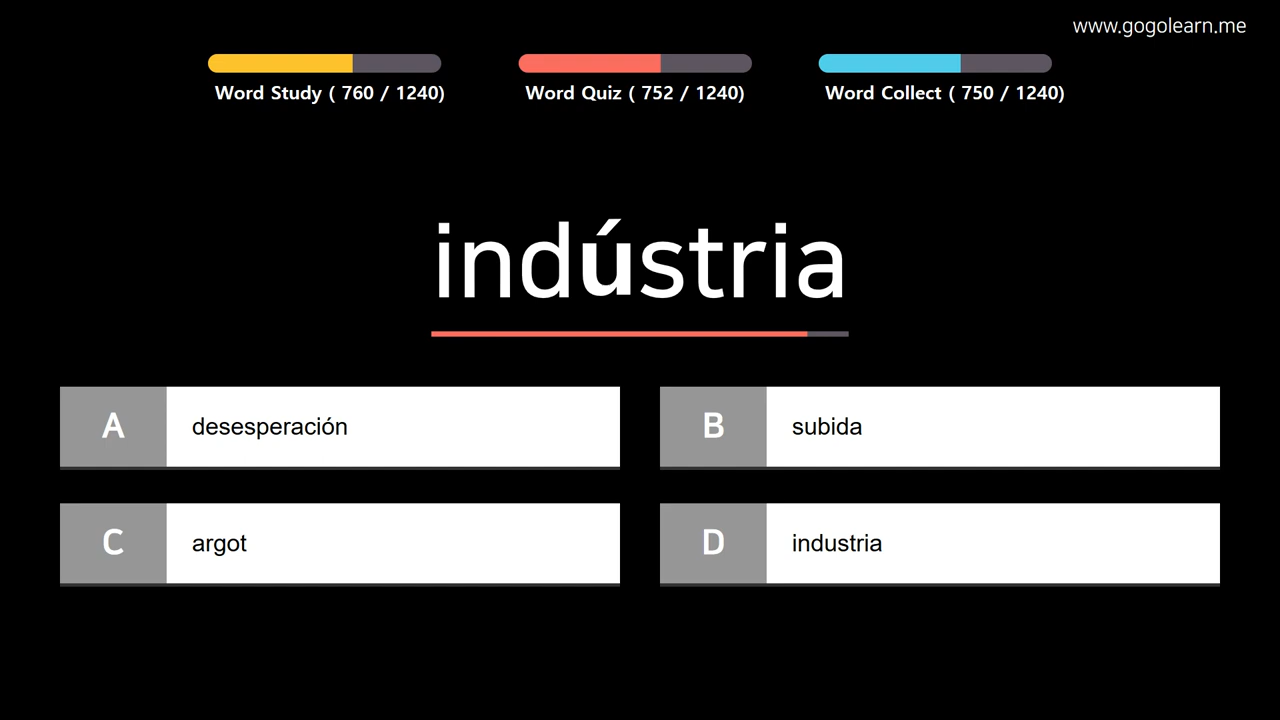 www.gogolearn.me
Word Study ( 760 / 1240)
Word Quiz ( 752 / 1240)
Word Collect ( 750 / 1240)
indústria
A desesperación
B subida
C argot
D industria